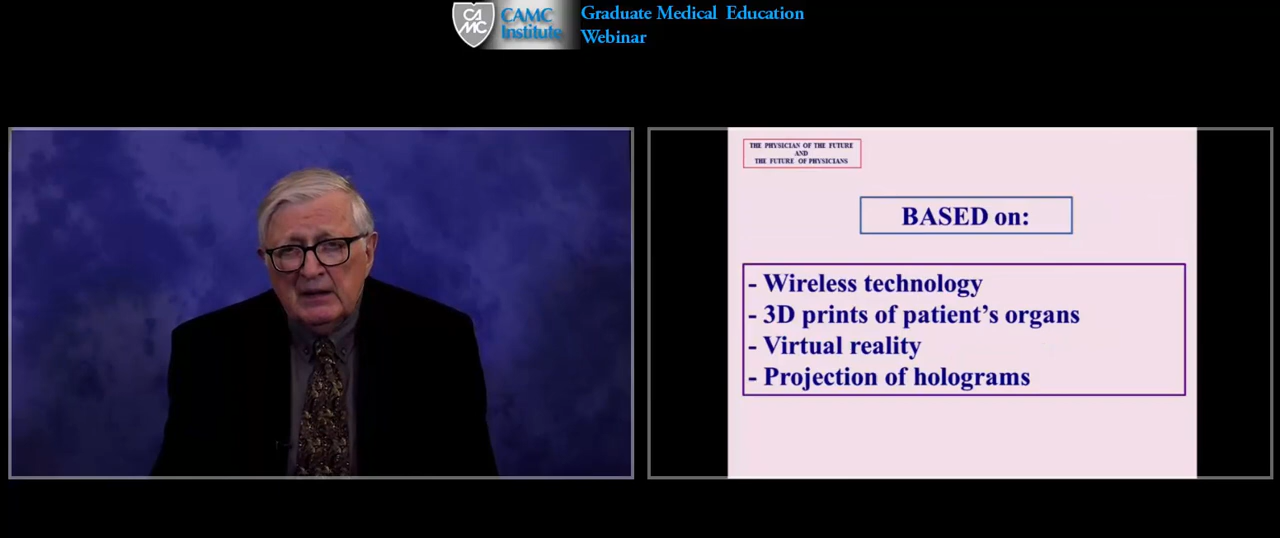 CAMC
CAMC
Institute
Graduate Medical Education
Webinar
THE PHYSICIAN OF THE FUTURE
AND
THE FUTURE OF PHYSICIANS
BASED on:
- Wireless technology
- 3D prints of patient's organs
- Virtual reality
- Projection of holograms